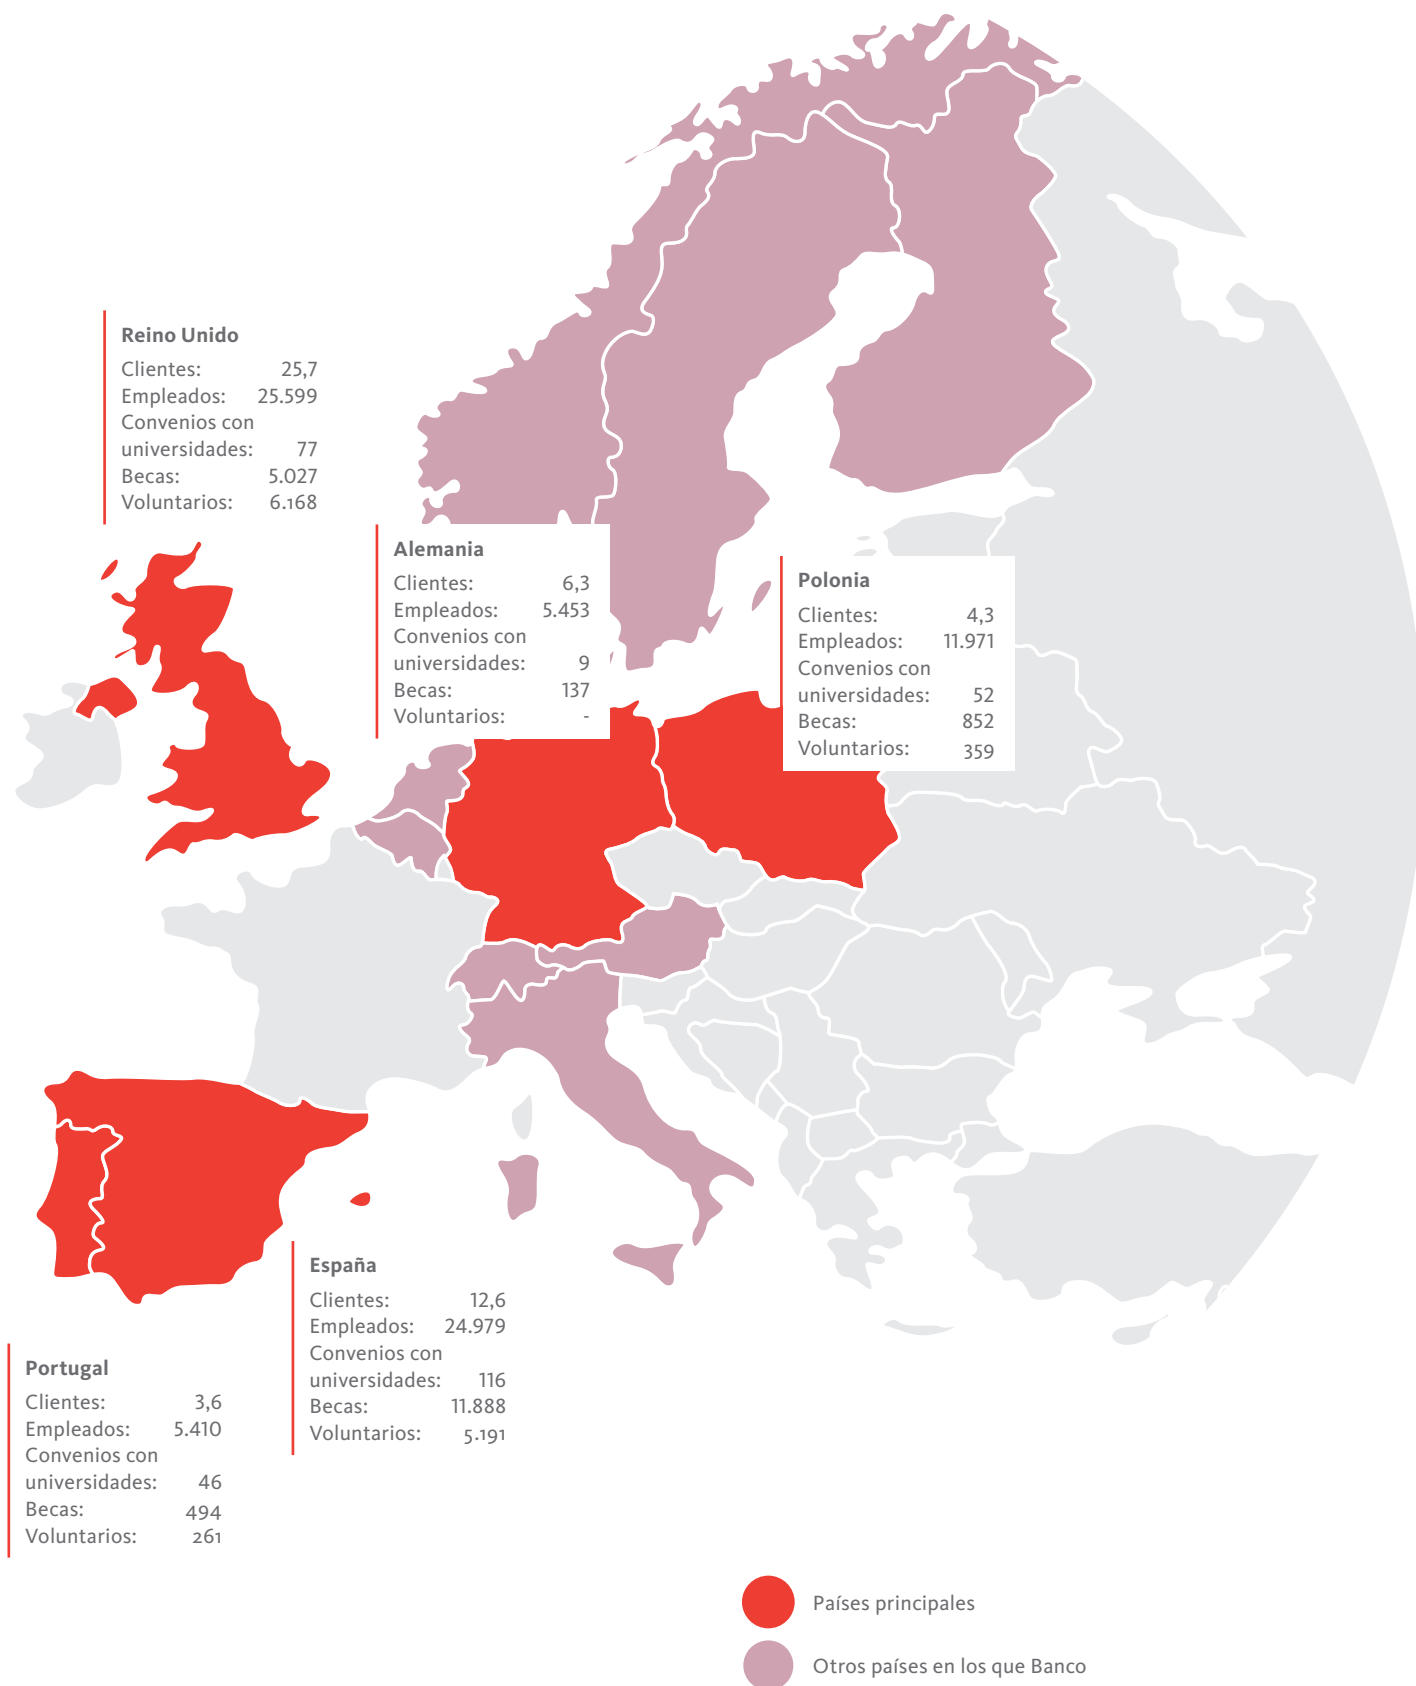 Reino Unido
Clientes: 25,7
Empleados: 25.599
Convenios con
universidades: 77
Becas: 5.027
Voluntarios: 6.168
Alemania
Clientes: 6,3
Empleados: 5.453
Convenios con
universidades: 9
Becas: 137
Voluntarios: -
Polonia
Clientes: 4,3
Empleados: 11.971
Convenios con
universidades: 52
Becas: 852
Voluntarios: 359
España
Clientes: 12,6
Empleados: 24.979
Convenios con
universidades: 116
Becas: 11.888
Voluntarios: 5.191
Portugal
Clientes: 3,6
Empleados: 5.410
Convenios con
universidades: 46
Becas: 494
Voluntarios: 261
Países principales
Otros países en los que Banco